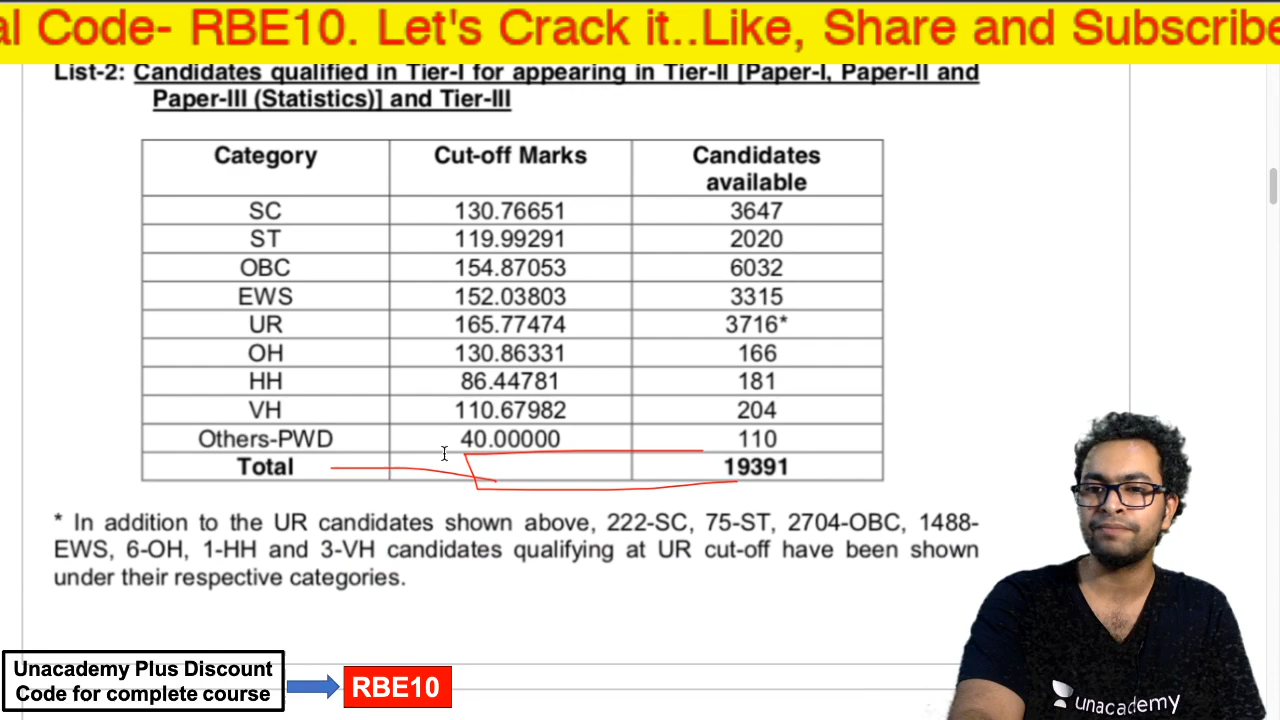 al Code- RBE10. Let's Crack it..Like, Share and Subscribe
List-2: Candidates qualified in Tier-I for appearing in Tier-II [Paper-I, Paper-II and
Paper-III (Statistics)] and Tier-III
Category Cut-off Marks Candidates available
SC 130.76651 3647
ST 119.99291 2020
OBC 154.87053 6032
EWS 152.03803 3315
UR 165.77474 3716*
OH 130.86331 166
HH 86.44781 181
VH 110.67982 204
Others-PWD 40.00000 110
Total 19391
* In addition to the UR candidates shown above, 222-SC, 75-ST, 2704-OBC, 1488-
EWS, 6-OH, 1-HH and 3-VH candidates qualifying at UR cut-off have been shown
under their respective categories.
Unacademy Plus Discount
Code for complete course
RBE10
unacademy